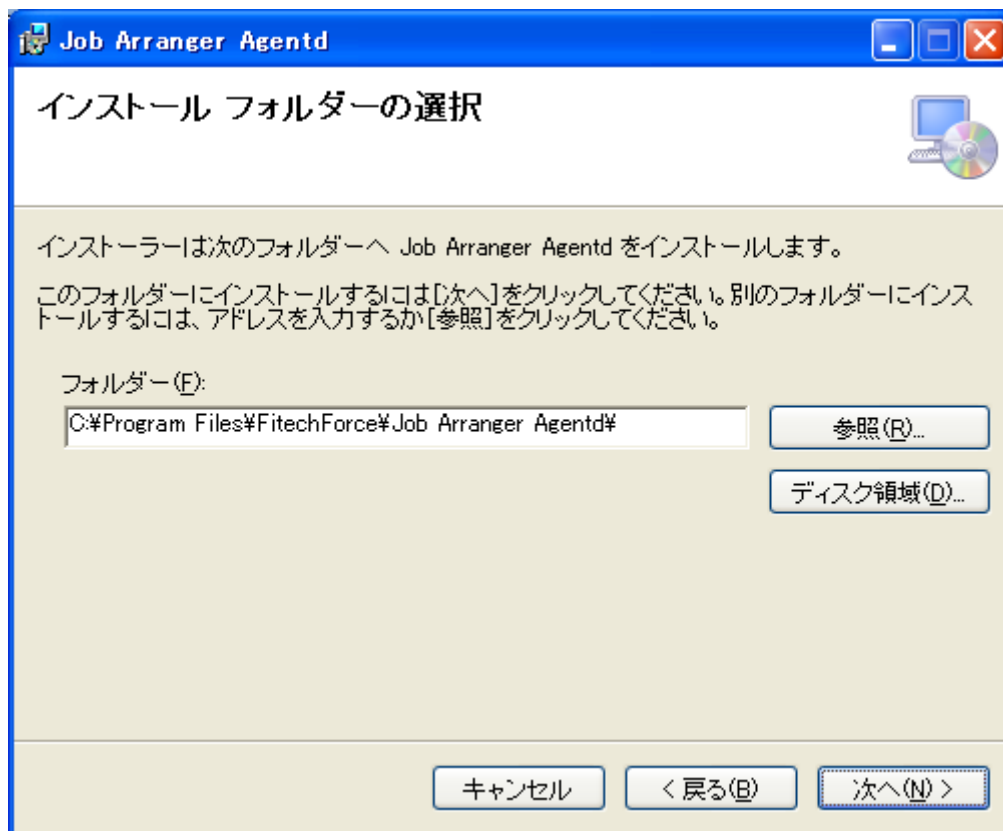 Job Arranger Agentd
インストール フォルダーの選択
インストーラーは次のフォルダーへ Job Arranger Agentd をインストールします。
このフォルダーにインストールするには[次へ]をクリックしてください。別のフォルダーにインス
トールするには、アドレスを入力するか[参照]をクリックしてください。
フォルダー(F):
C:¥Program Files¥FitechForce¥Job Arranger Agentd¥
参照(R)...
ディスク領域(D)...
キャンセル
< 戻る(B)
次へ(N) >